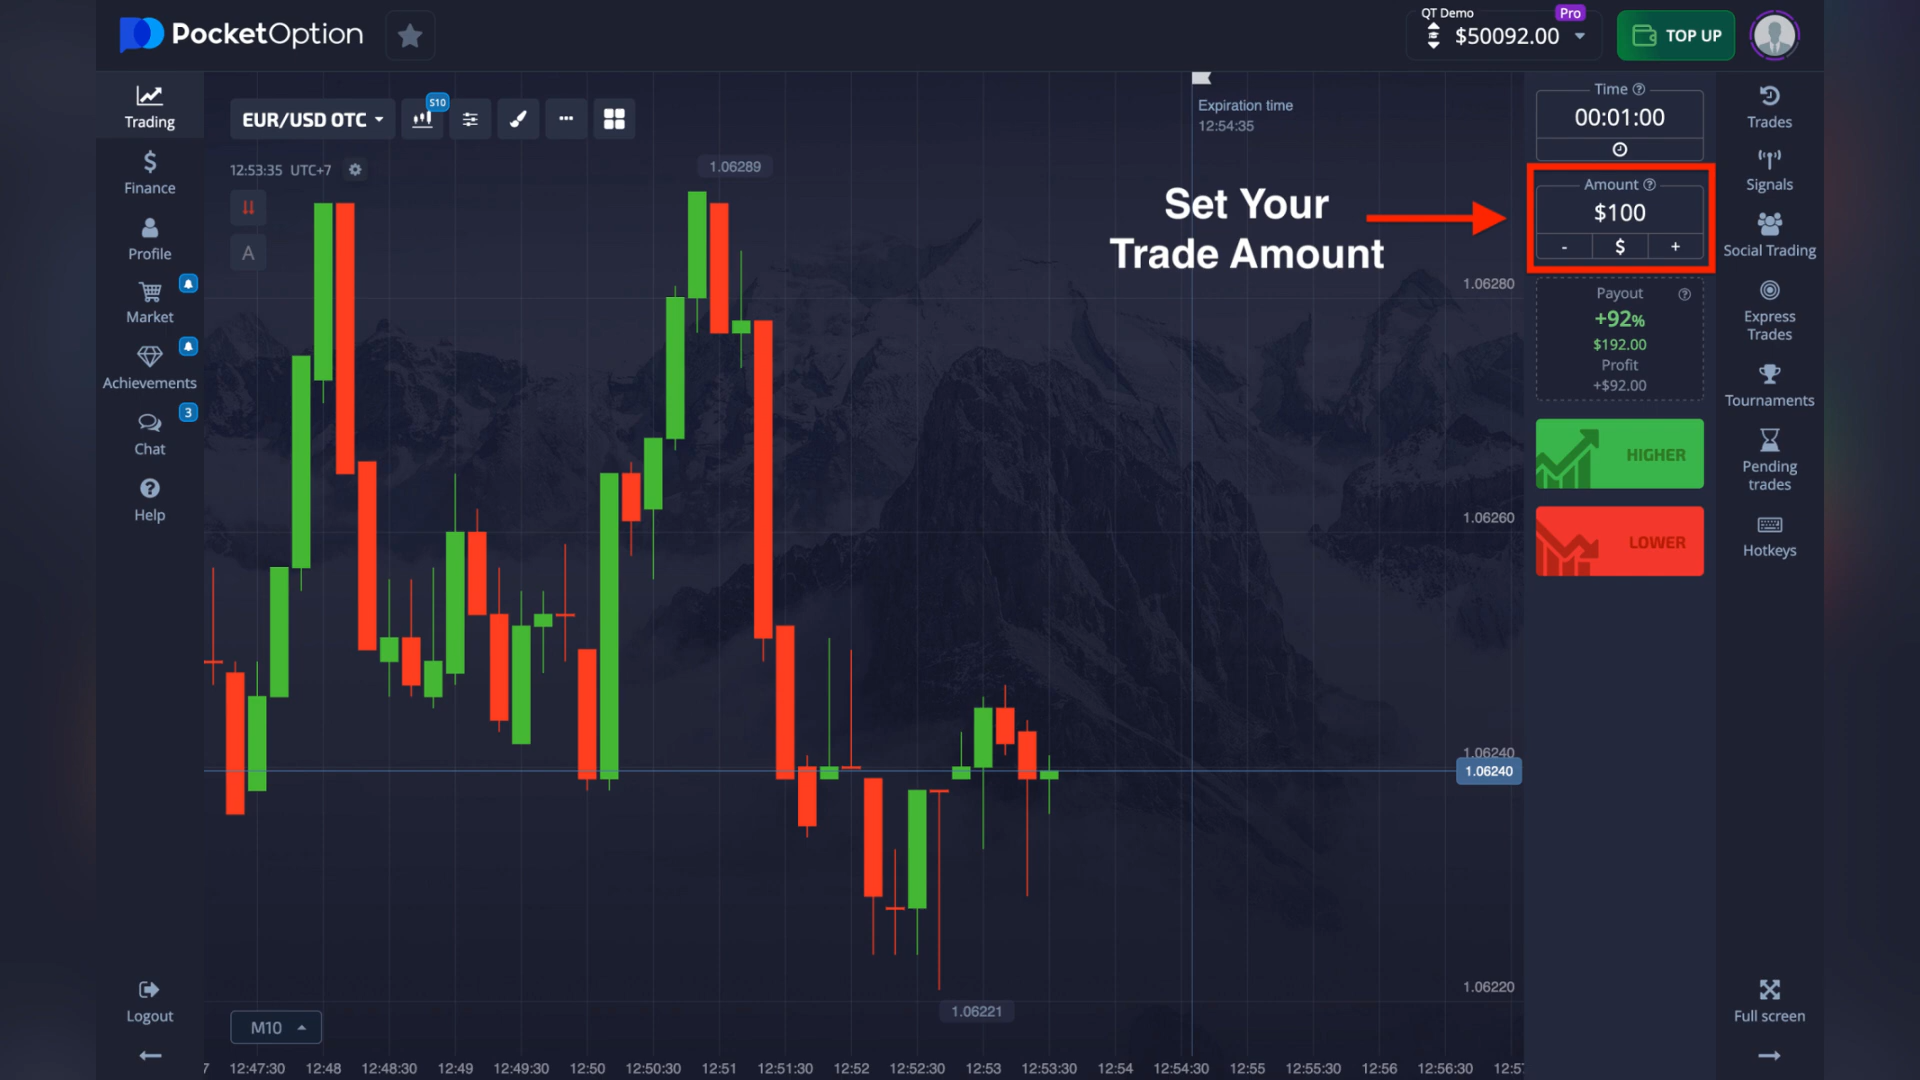 PocketOption
QT Demo
Pro
$50092.00
TOP UP
Trading
Finance
Profile
Market
Achievements
3
Chat
Help
Logout
EUR/USD OTC
S10
12:53:35 UTC+7
A
1.06289
Expiration time
12:54:35
Set Your
Trade Amount
1.06280
1.06260
1.06240
1.06240
1.06220
1.06221
M10
7 12:47:30 12:48 12:48:30 12:49 12:49:30 12:50 12:50:30 12:51 12:51:30 12:52 12:52:30 12:53 12:53:30 12:54 12:54:30 12:55 12:55:30 12:56 12:56:30 12:57
Time
00:01:00
Amount
$100
- $ +
Payout
+92%
$192.00
Profit
+$92.00
HIGHER
LOWER
Trades
Signals
Social Trading
Express
Trades
Tournaments
Pending
trades
Hotkeys
Full screen